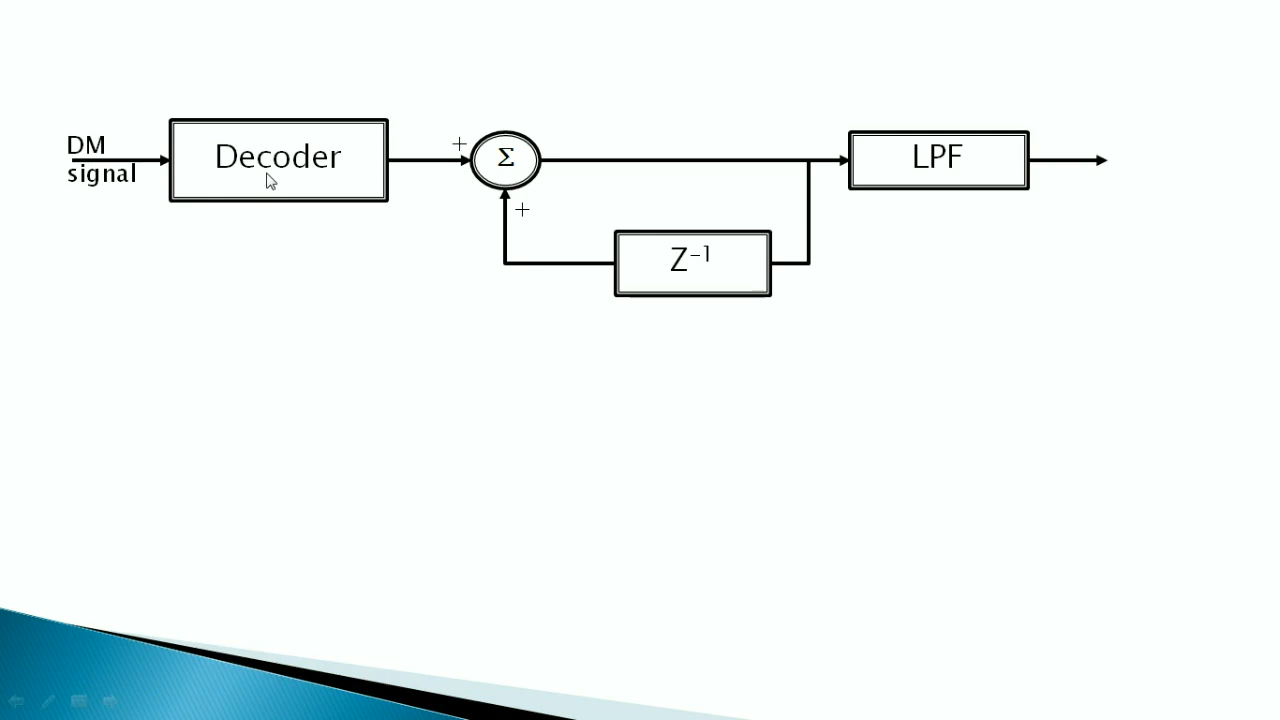 DM
signal
Decoder
+
Σ
+
Z⁻¹
LPF